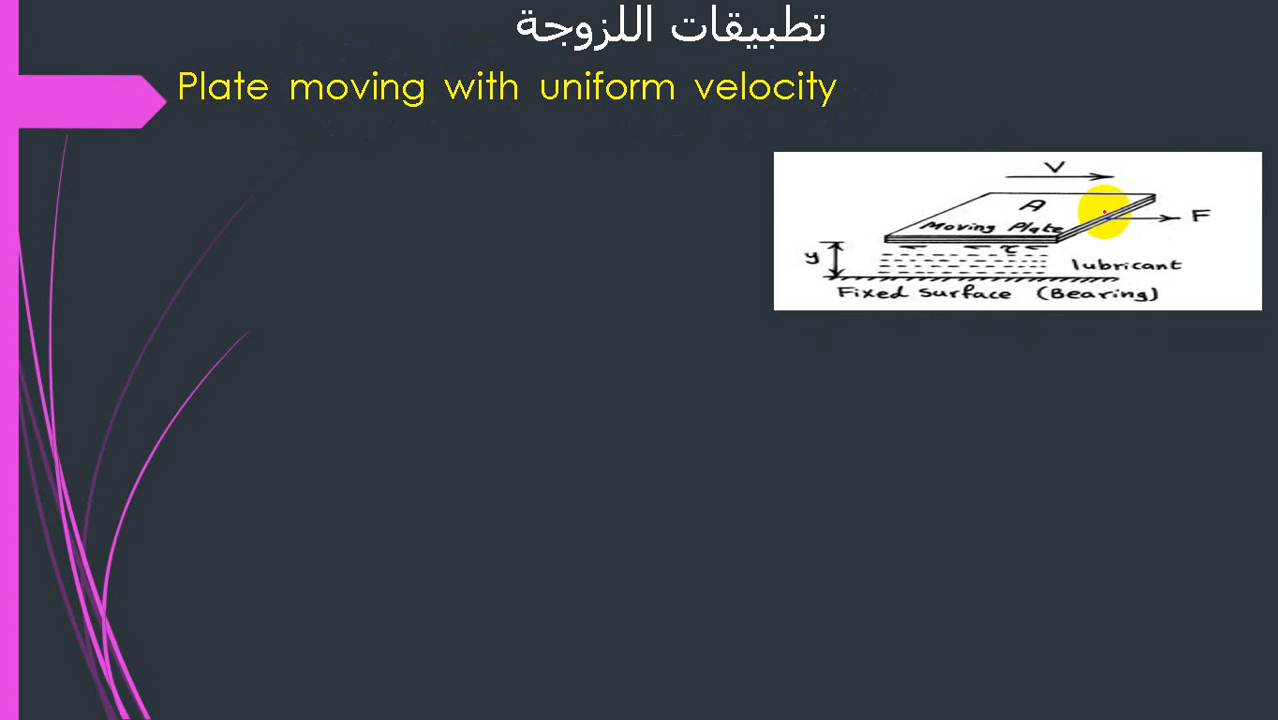 تطبيقات اللزوجة
Plate moving with uniform velocity
V
A
F
Moving Plate
τ
y
lubricant
Fixed surface (Bearing)